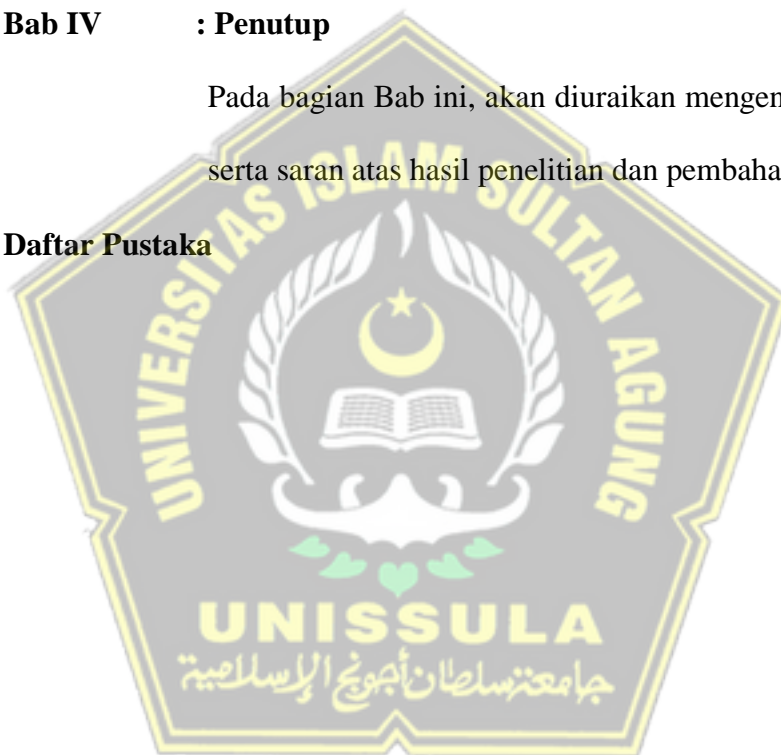 Bab IV : Penutup
Pada bagian Bab ini, akan diuraikan mengen
serta saran atas hasil penelitian dan pembaha
Daftar Pustaka
UNIVERSITAS ISLAM SULTAN AGUNG
UNISSULA
جامعة سلطان أجونج الإسلامية